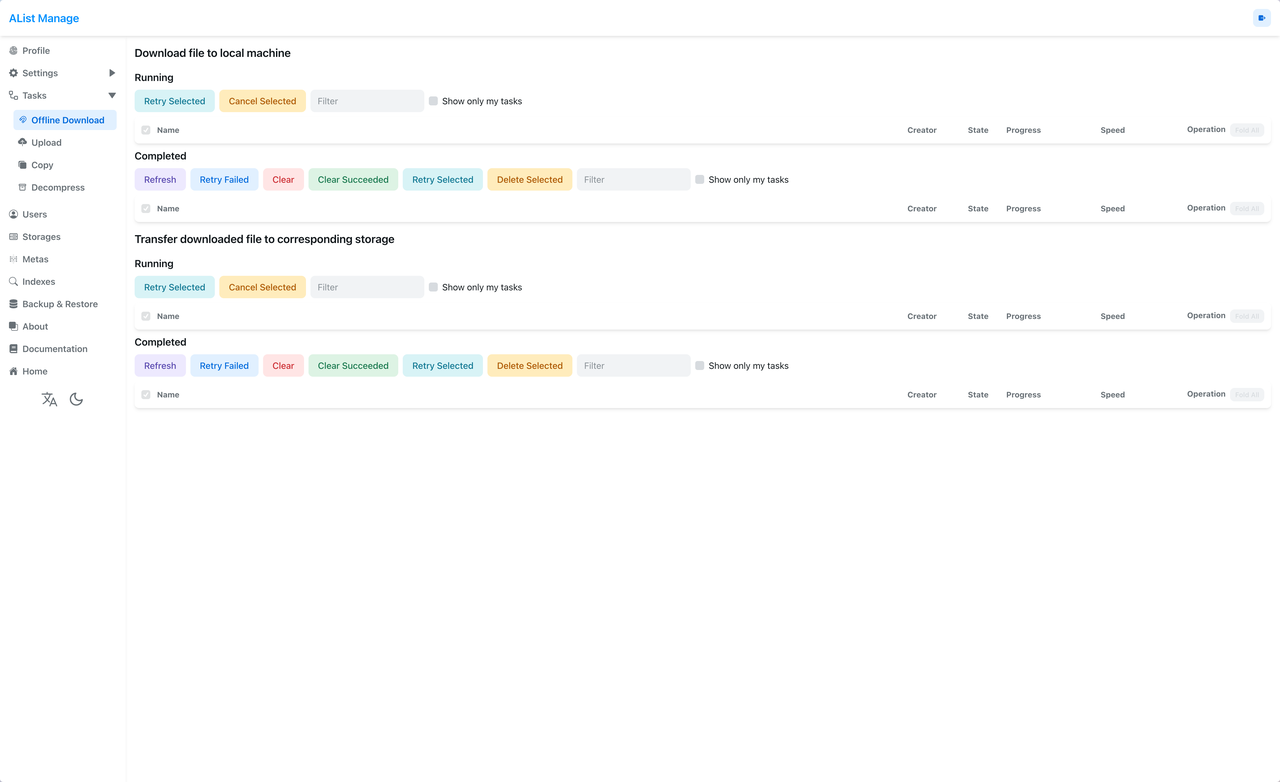 AList Manage
Profile
Settings
Tasks
Offline Download
Upload
Copy
Decompress
Users
Storages
Metas
Indexes
Backup & Restore
About
Documentation
Home
Download file to local machine
Running
Retry Selected Cancel Selected Filter Show only my tasks
Name Creator State Progress Speed Operation Fold All
Completed
Refresh Retry Failed Clear Clear Succeeded Retry Selected Delete Selected Filter Show only my tasks
Name Creator State Progress Speed Operation Fold All
Transfer downloaded file to corresponding storage
Running
Retry Selected Cancel Selected Filter Show only my tasks
Name Creator State Progress Speed Operation Fold All
Completed
Refresh Retry Failed Clear Clear Succeeded Retry Selected Delete Selected Filter Show only my tasks
Name Creator State Progress Speed Operation Fold All